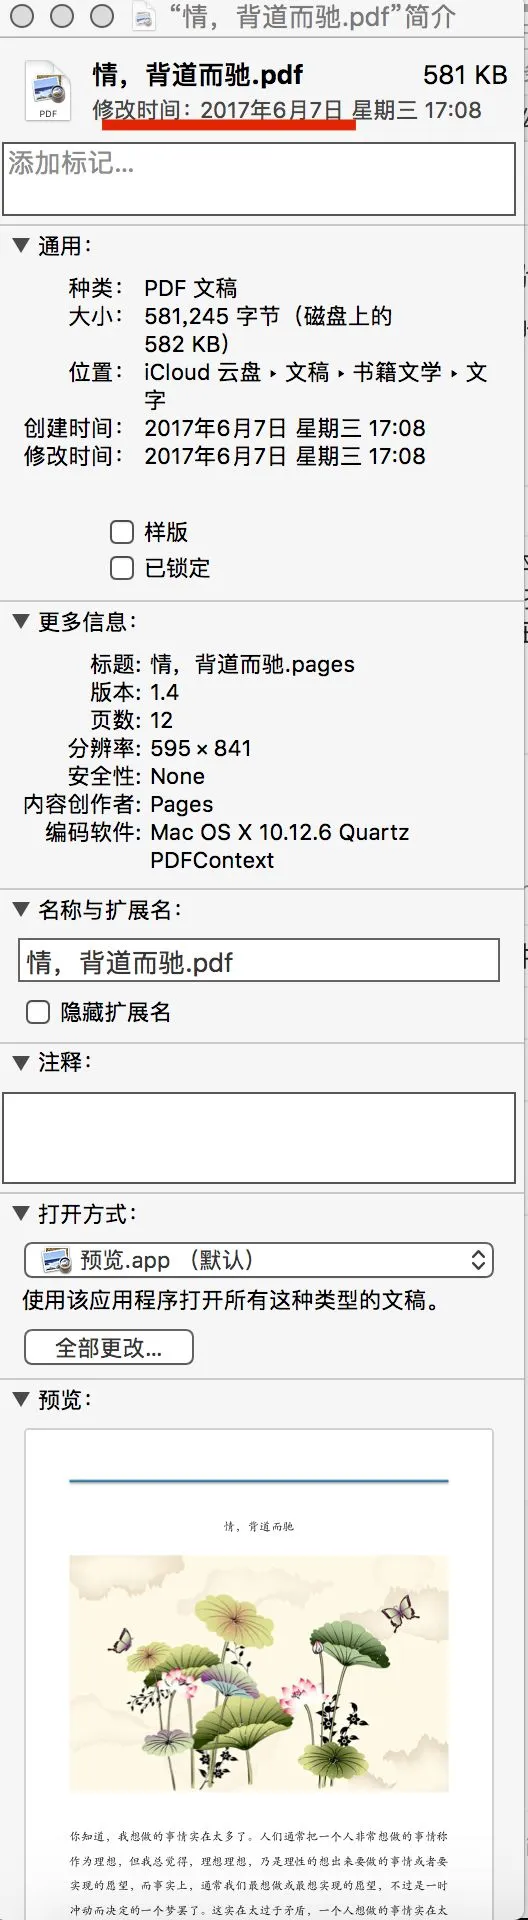 “情，背道而驰.pdf”简介
情，背道而驰.pdf 581 KB
修改时间：2017年6月7日 星期三 17:08
PDF
添加标记...
通用：
种类： PDF 文稿
大小： 581,245 字节（磁盘上的
582 KB）
位置： iCloud 云盘 ▸ 文稿 ▸ 书籍文学 ▸ 文
字
创建时间： 2017年6月7日 星期三 17:08
修改时间： 2017年6月7日 星期三 17:08
样版
已锁定
更多信息：
标题: 情，背道而驰.pages
版本: 1.4
页数: 12
分辨率: 595 × 841
安全性: None
内容创作者: Pages
编码软件: Mac OS X 10.12.6 Quartz
PDFContext
名称与扩展名：
情，背道而驰.pdf
隐藏扩展名
注释：
打开方式：
预览.app （默认）
使用该应用程序打开所有这种类型的文稿。
全部更改...
预览：
情，背道而驰
你知道，我想做的事情实在太多了。人们通常把一个人非常想做的事情称
作为理想，但我总觉得，理想理想，乃是理性的想出来要做的事情或者要
实现的愿望，而事实上，通常我们最想做或最想实现的愿望，不过是一时
冲动而决定的一个梦罢了。这实在太过于矛盾，一个人想做的事情实在太